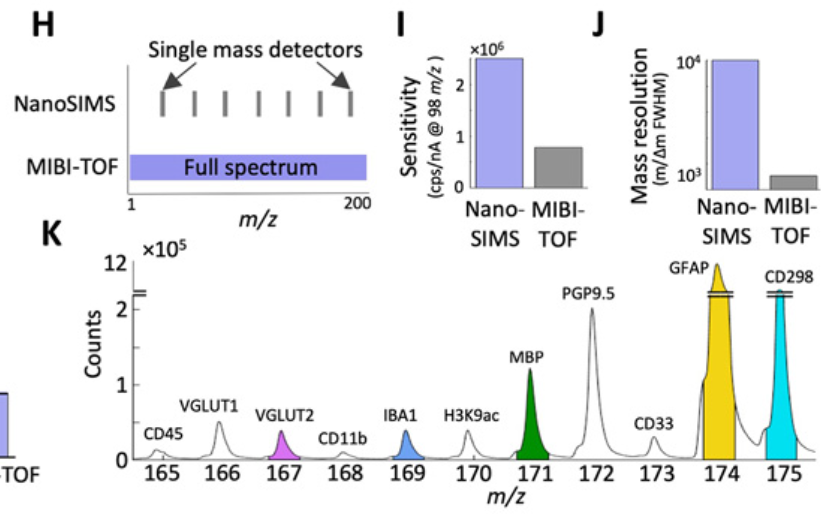 H
Single mass detectors
NanoSIMS
MIBI-TOF
Full spectrum
1
200
m/z
I
×10⁶
Sensitivity
(cps/nA @ 98 m/z )
2
1
0
Nano-
SIMS
MIBI-
TOF
J
Mass resolution
(m/Δm FWHM)
10⁴
10³
Nano-
SIMS
MIBI-
TOF
K
×10⁵
12
2
1
0
Counts
CD45
VGLUT1
VGLUT2
CD11b
IBA1
H3K9ac
MBP
PGP9.5
CD33
GFAP
CD298
165 166 167 168 169 170 171 172 173 174 175
m/z
-TOF